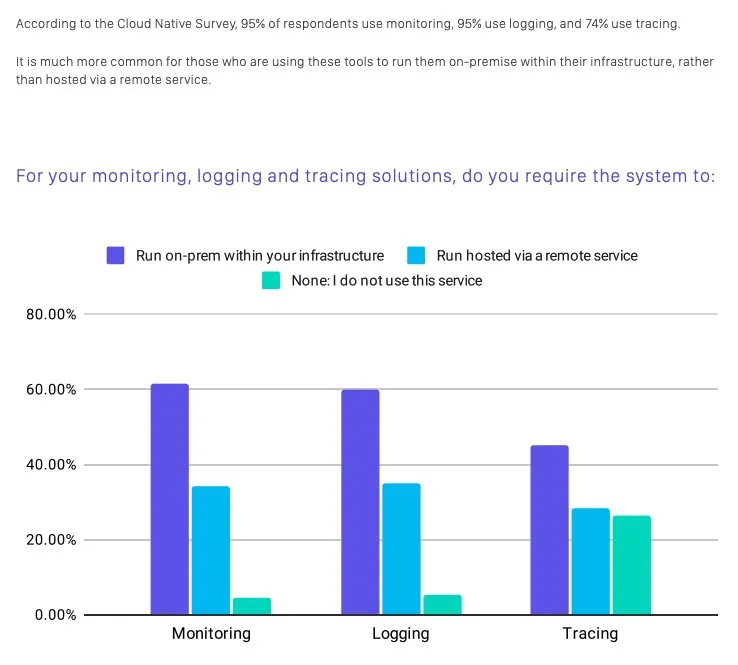 According to the Cloud Native Survey, 95% of respondents use monitoring, 95% use logging, and 74% use tracing.
It is much more common for those who are using these tools to run them on-premise within their infrastructure, rather
than hosted via a remote service.
For your monitoring, logging and tracing solutions, do you require the system to:
Run on-prem within your infrastructure
Run hosted via a remote service
None: I do not use this service
80.00%
60.00%
40.00%
20.00%
0.00%
Monitoring
Logging
Tracing